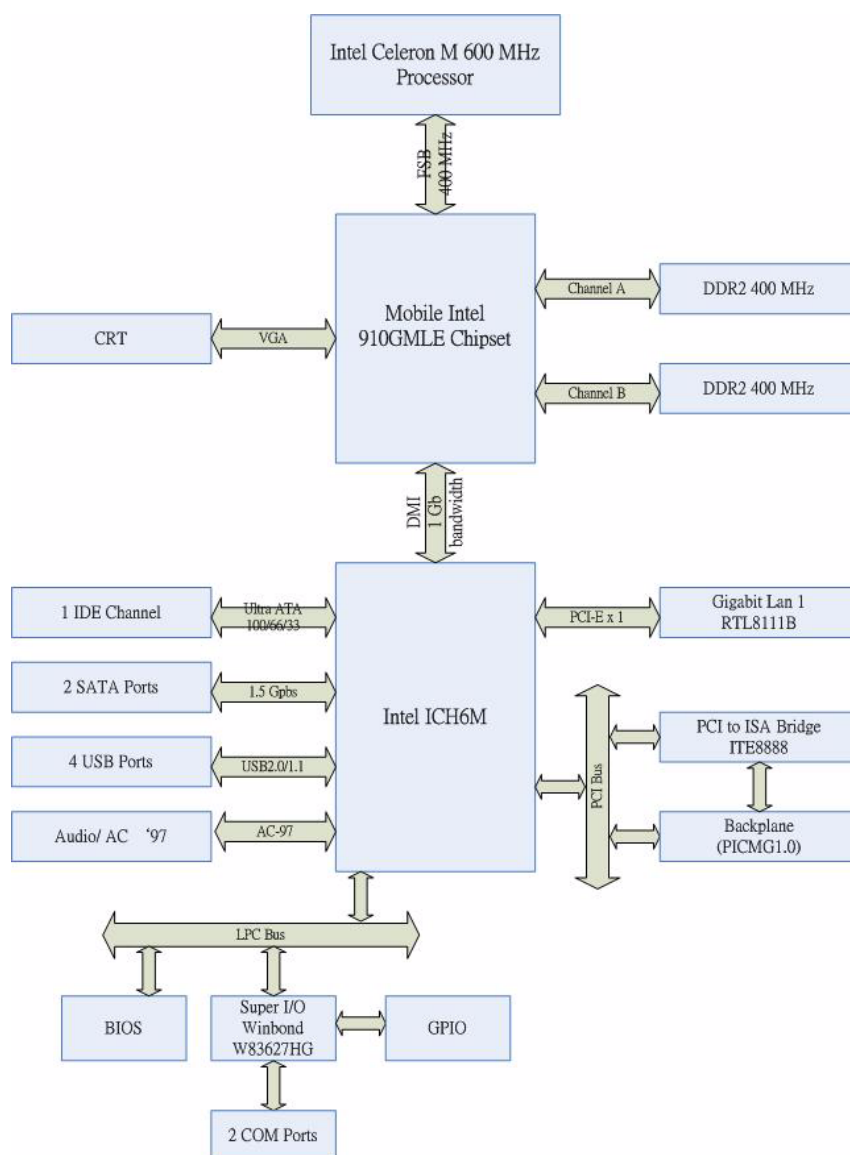 Intel Celeron M 600 MHz
Processor
FSB
400 MHz
Mobile Intel
910GMLE Chipset
Channel A
DDR2 400 MHz
CRT
VGA
Channel B
DDR2 400 MHz
DMI
1 Gb
bandwidth
1 IDE Channel
Ultra ATA
100/66/33
PCI-E x 1
Gigabit Lan 1
RTL8111B
2 SATA Ports
1.5 Gpbs
Intel ICH6M
PCI Bus
PCI to ISA Bridge
ITE8888
4 USB Ports
USB2.0/1.1
Audio/ AC '97
AC-97
Backplane
(PICMG1.0)
LPC Bus
BIOS
Super I/O
Winbond
W83627HG
GPIO
2 COM Ports